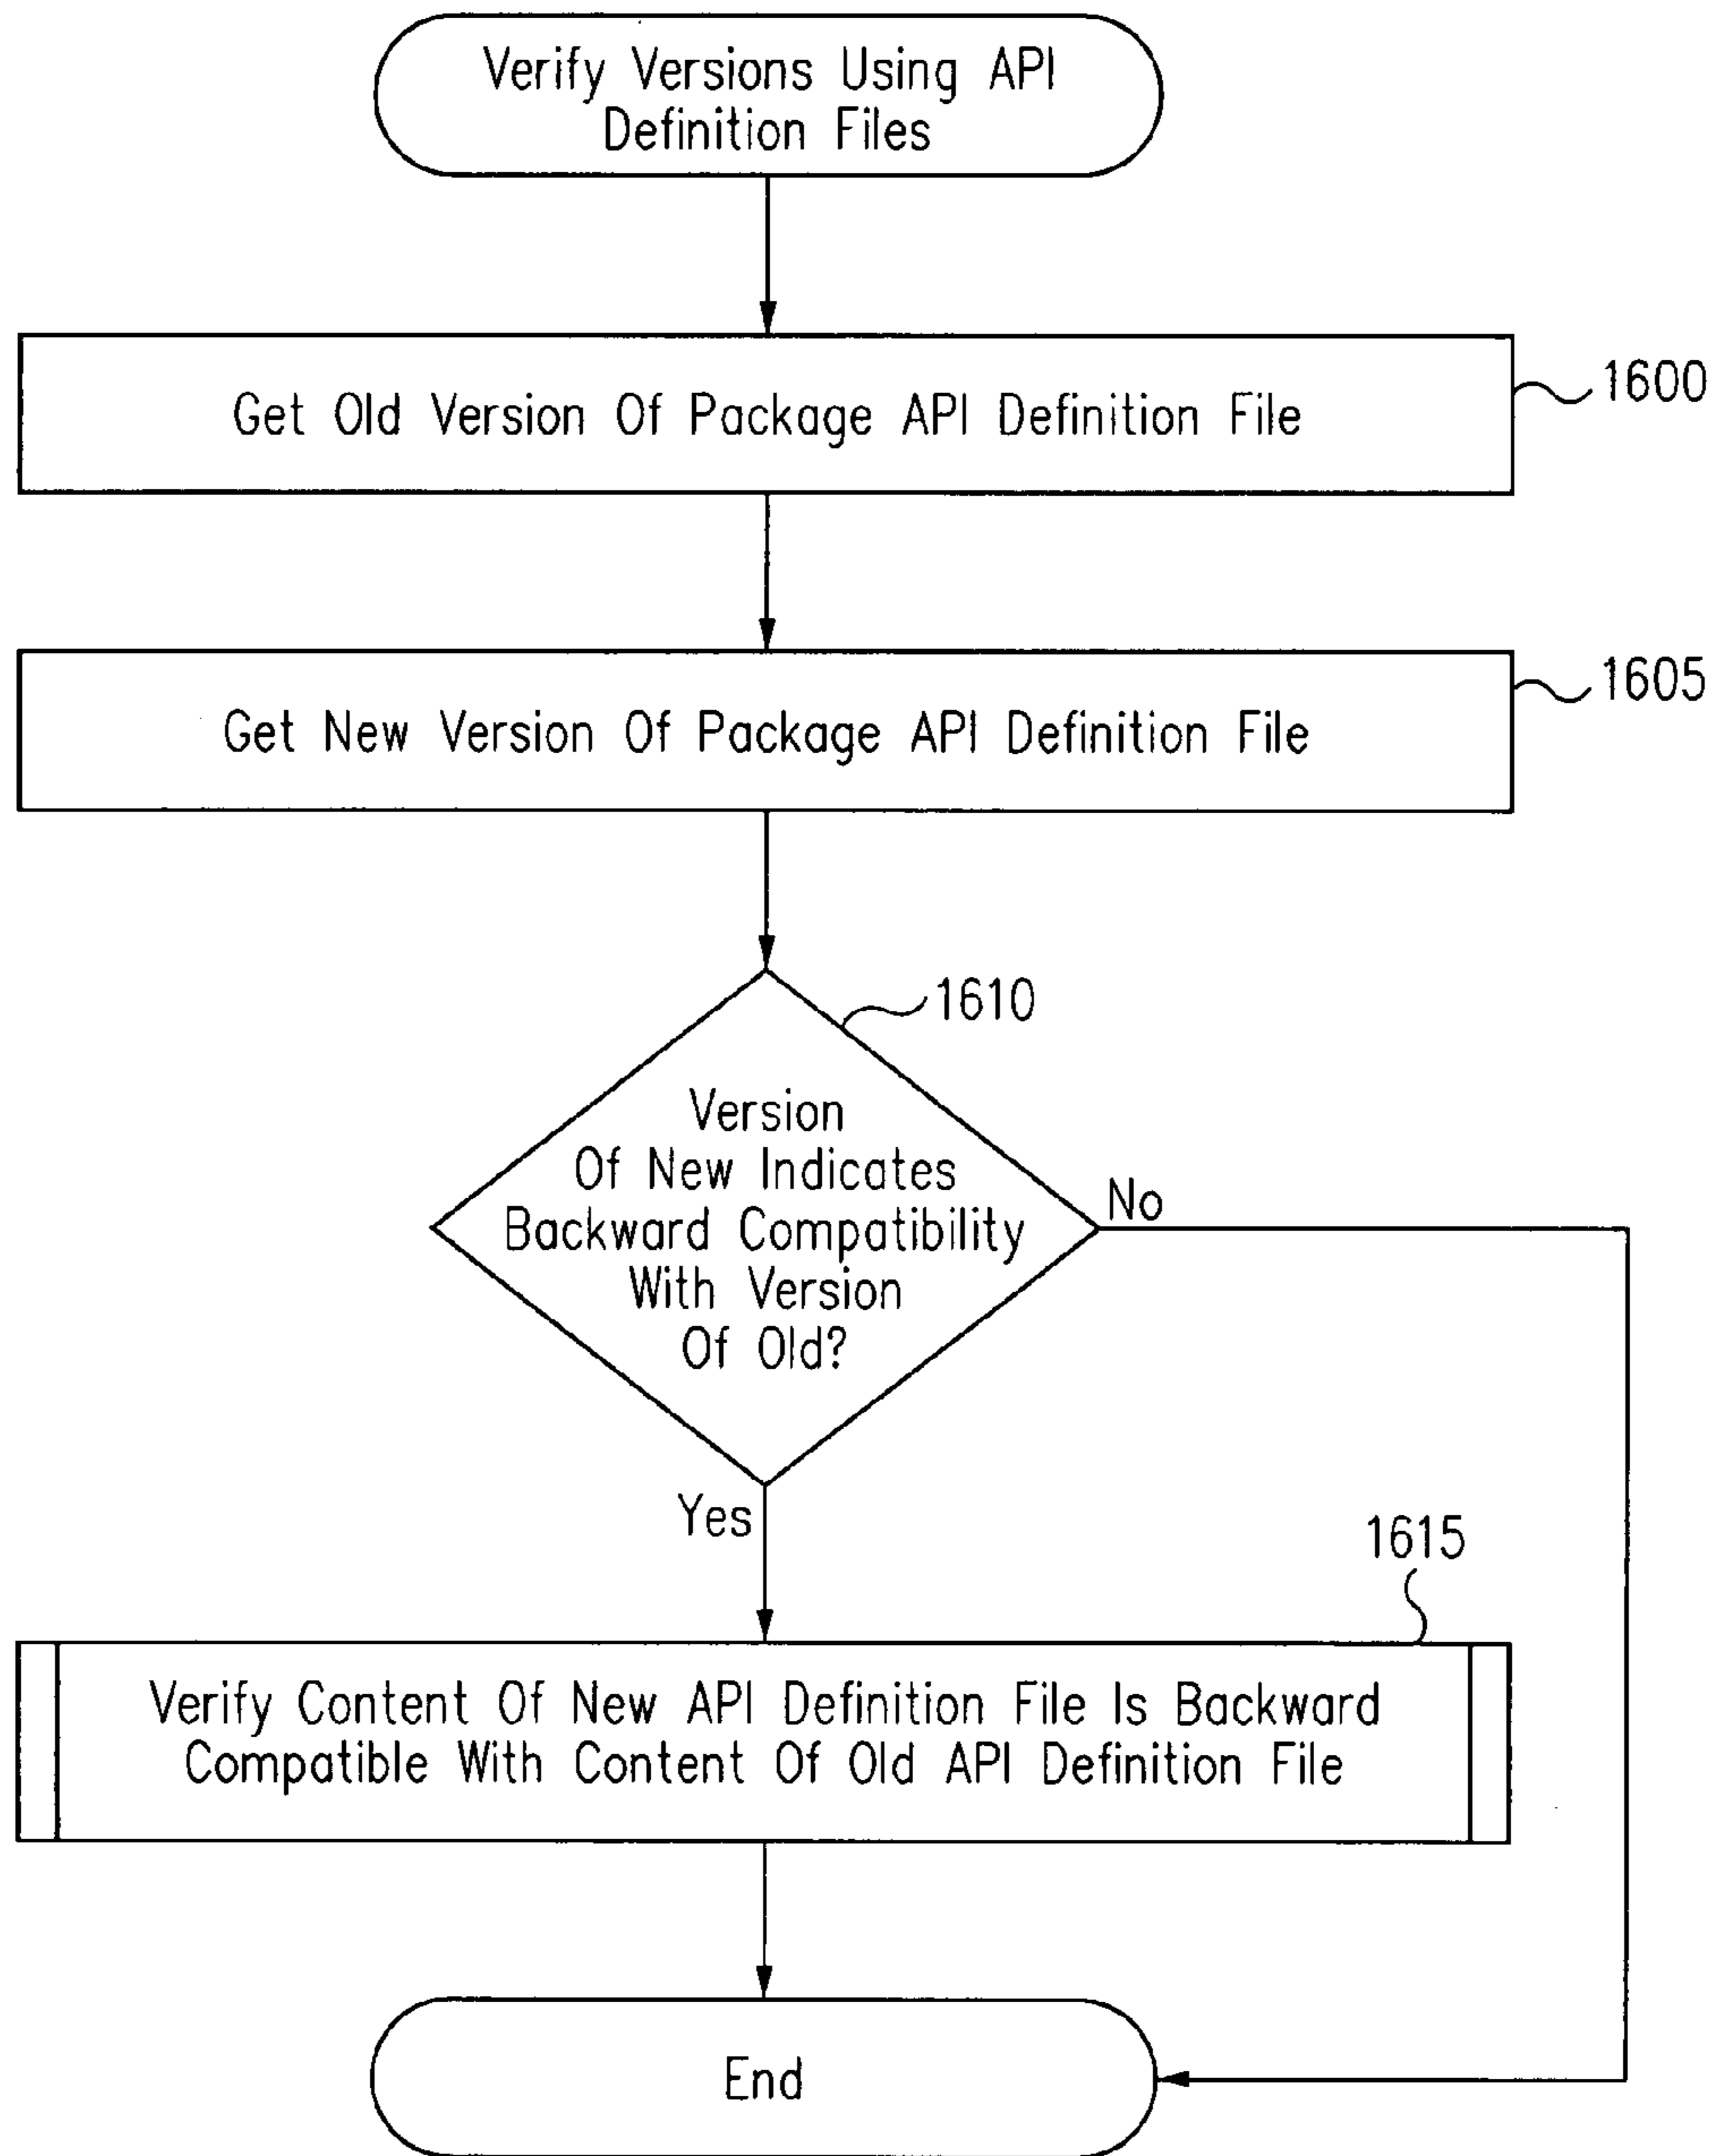 Verify Versions Using API
Definition Files
Get Old Version Of Package API Definition File
1600
Get New Version Of Package API Definition File
1605
1610
Version
Of New Indicates
Backward Compatibility
With Version
Of Old?
No
Yes
1615
Verify Content Of New API Definition File Is Backward
Compatible With Content Of Old API Definition File
End